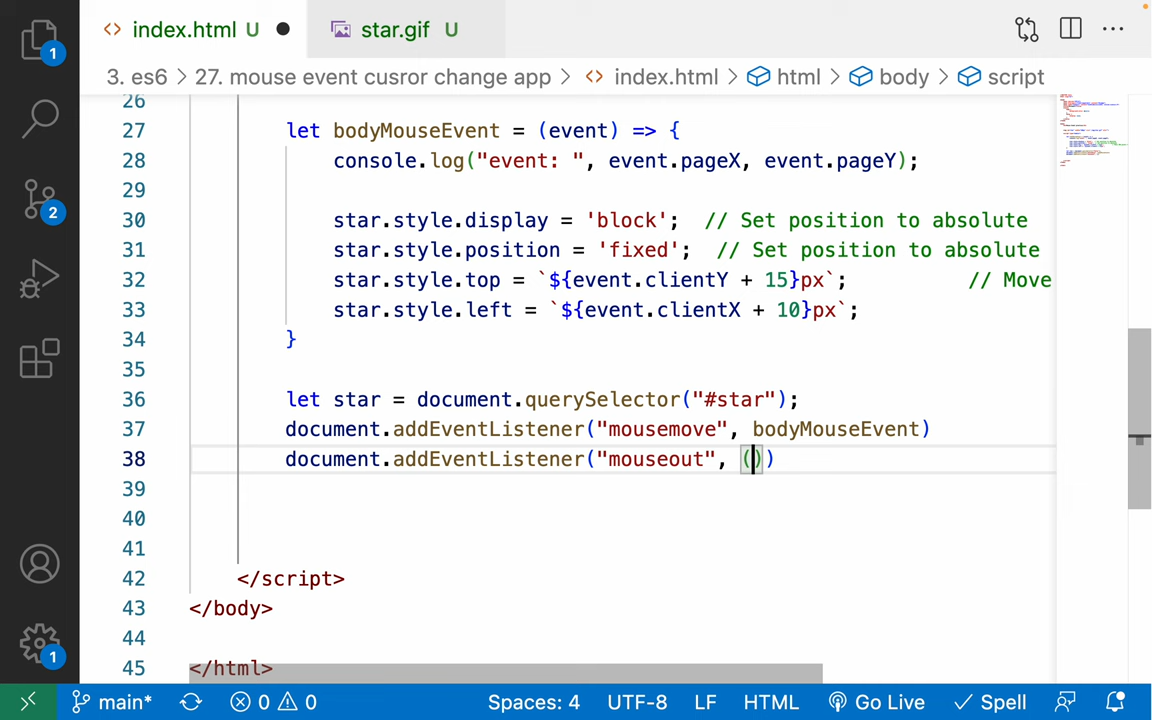 index.html U
star.gif U
3. es6 > 27. mouse event cusror change app > index.html > html > body > script
26
27 let bodyMouseEvent = (event) => {
28 console.log("event: ", event.pageX, event.pageY);
29
30 star.style.display = 'block'; // Set position to absolute
31 star.style.position = 'fixed'; // Set position to absolute
32 star.style.top = `${event.clientY + 15}px`; // Move
33 star.style.left = `${event.clientX + 10}px`;
34 }
35
36 let star = document.querySelector("#star");
37 document.addEventListener("mousemove", bodyMouseEvent)
38 document.addEventListener("mouseout", ())
39
40
41
42 </script>
43 </body>
44
45 </html>
1
2
1
1
main* 0 0 Spaces: 4 UTF-8 LF HTML Go Live Spell